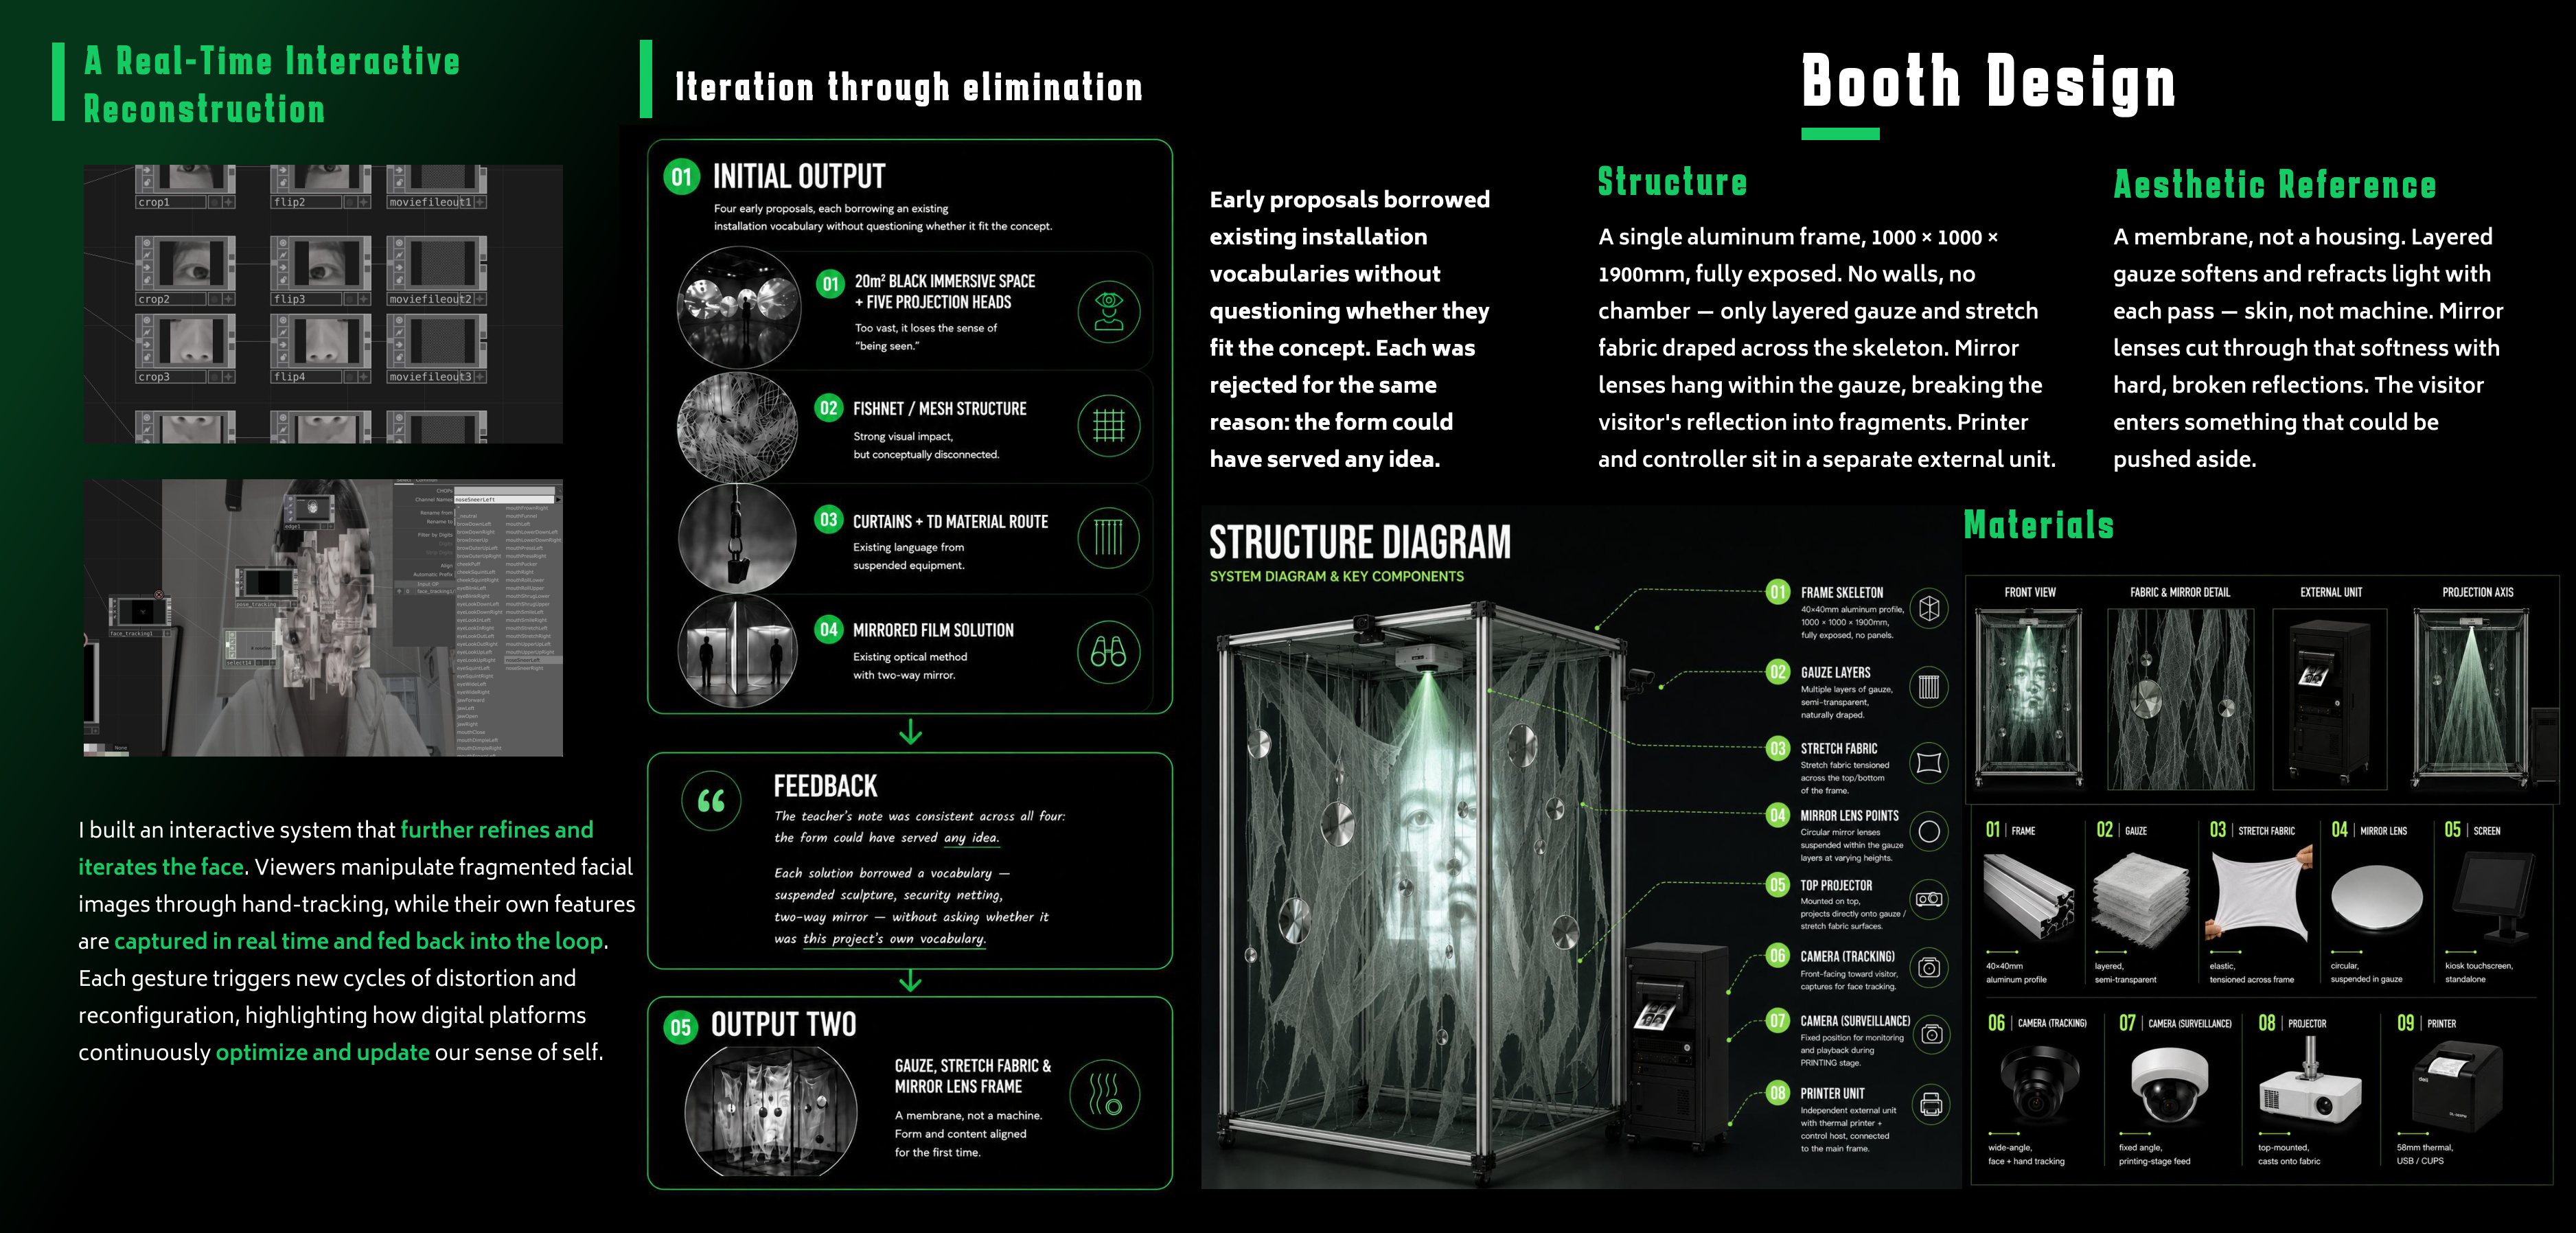 A Real-Time Interactive
Reconstruction
crop1
flip2
moviefileout1
crop2
flip3
moviefileout2
crop3
flip4
moviefileout3
edge1
pose_tracking
face_tracking1
select14
CHOPs
Channel Names
noseSneerLeft
Rename from
Rename to
Filter by Digits
Align
Automatic Prefix
Input OP
None
I built an interactive system that further refines and
iterates the face. Viewers manipulate fragmented facial
images through hand-tracking, while their own features
are captured in real time and fed back into the loop.
Each gesture triggers new cycles of distortion and
reconfiguration, highlighting how digital platforms
continuously optimize and update our sense of self.
Iteration through elimination
01 INITIAL OUTPUT
Four early proposals, each borrowing an existing
installation vocabulary without questioning whether it fit the concept.
01 20m² BLACK IMMERSIVE SPACE
+ FIVE PROJECTION HEADS
Too vast, it loses the sense of
“being seen.”
02 FISHNET / MESH STRUCTURE
Strong visual impact,
but conceptually disconnected.
03 CURTAINS + TD MATERIAL ROUTE
Existing language from
suspended equipment.
04 MIRRORED FILM SOLUTION
Existing optical method
with two-way mirror.
FEEDBACK
The teacher’s note was consistent across all four:
the form could have served any idea.
Each solution borrowed a vocabulary —
suspended sculpture, security netting,
two-way mirror — without asking whether it
was this project’s own vocabulary.
05 OUTPUT TWO
GAUZE, STRETCH FABRIC &
MIRROR LENS FRAME
A membrane, not a machine.
Form and content aligned
for the first time.
Booth Design
Early proposals borrowed
existing installation
vocabularies without
questioning whether they
fit the concept. Each was
rejected for the same
reason: the form could
have served any idea.
Structure
A single aluminum frame, 1000 × 1000 ×
1900mm, fully exposed. No walls, no
chamber — only layered gauze and stretch
fabric draped across the skeleton. Mirror
lenses hang within the gauze, breaking the
visitor's reflection into fragments. Printer
and controller sit in a separate external unit.
Aesthetic Reference
A membrane, not a housing. Layered
gauze softens and refracts light with
each pass — skin, not machine. Mirror
lenses cut through that softness with
hard, broken reflections. The visitor
enters something that could be
pushed aside.
STRUCTURE DIAGRAM
SYSTEM DIAGRAM & KEY COMPONENTS
01 FRAME SKELETON
40×40mm aluminum profile,
1000 × 1000 × 1900mm,
fully exposed, no panels.
02 GAUZE LAYERS
Multiple layers of gauze,
semi-transparent,
naturally draped.
03 STRETCH FABRIC
Stretch fabric tensioned
across the top/bottom
of the frame.
04 MIRROR LENS POINTS
Circular mirror lenses
suspended within the gauze
layers at varying heights.
05 TOP PROJECTOR
Mounted on top,
projects directly onto gauze /
stretch fabric surfaces.
06 CAMERA (TRACKING)
Front-facing toward visitor,
captures for face tracking.
07 CAMERA (SURVEILLANCE)
Fixed position for monitoring
and playback during
PRINTING stage.
08 PRINTER UNIT
Independent external unit
with thermal printer +
control host, connected
to the main frame.
Materials
FRONT VIEW
FABRIC & MIRROR DETAIL
EXTERNAL UNIT
PROJECTION AXIS
01 | FRAME
40×40mm
aluminum profile
02 | GAUZE
layered,
semi-transparent
03 | STRETCH FABRIC
elastic,
tensioned across frame
04 | MIRROR LENS
circular,
suspended in gauze
05 | SCREEN
kiosk touchscreen,
standalone
06 | CAMERA (TRACKING)
wide-angle,
face + hand tracking
07 | CAMERA (SURVEILLANCE)
fixed angle,
printing-stage feed
08 | PROJECTOR
top-mounted,
casts onto fabric
09 | PRINTER
deli
58mm thermal,
USB / CUPS